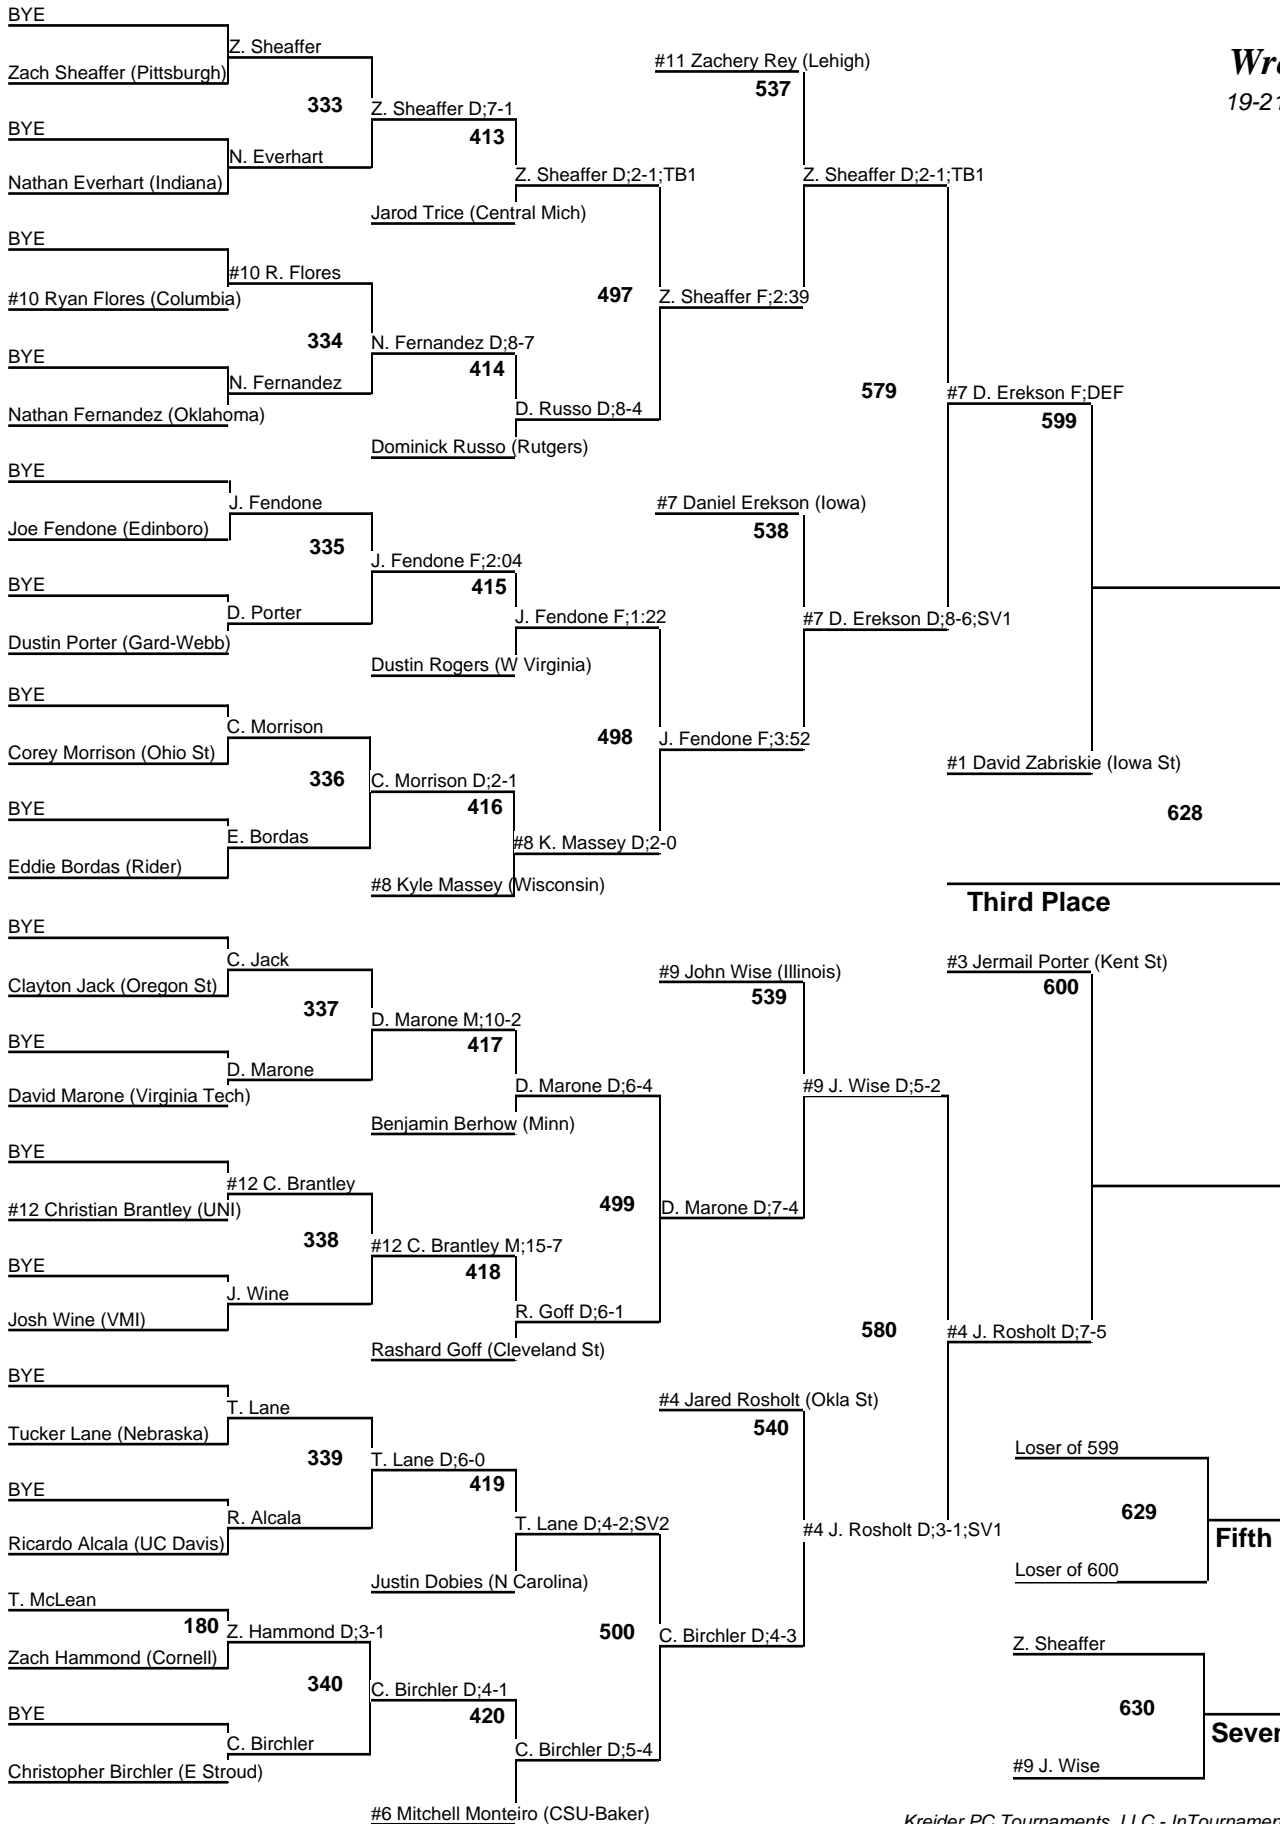 BYE
Z. Sheaffer
Zach Sheaffer (Pittsburgh)
333
Z. Sheaffer D;7-1
413
BYE
N. Everhart
Nathan Everhart (Indiana)
Z. Sheaffer D;2-1;TB1
Jarod Trice (Central Mich)
BYE
#10 R. Flores
#10 Ryan Flores (Columbia)
334
N. Fernandez D;8-7
414
BYE
N. Fernandez
Nathan Fernandez (Oklahoma)
D. Russo D;8-4
Dominick Russo (Rutgers)
497
Z. Sheaffer F;2:39
#11 Zachery Rey (Lehigh)
537
Z. Sheaffer D;2-1;TB1
Wre
19-21
BYE
J. Fendone
Joe Fendone (Edinboro)
335
J. Fendone F;2:04
415
BYE
D. Porter
Dustin Porter (Gard-Webb)
J. Fendone F;1:22
Dustin Rogers (W Virginia)
BYE
C. Morrison
Corey Morrison (Ohio St)
336
C. Morrison D;2-1
416
BYE
E. Bordas
Eddie Bordas (Rider)
#8 K. Massey D;2-0
#8 Kyle Massey (Wisconsin)
498
J. Fendone F;3:52
#7 Daniel Erekson (Iowa)
538
#7 D. Erekson D;8-6;SV1
579
#7 D. Erekson F;DEF
599
#1 David Zabriskie (Iowa St)
628
Third Place
BYE
C. Jack
Clayton Jack (Oregon St)
337
D. Marone M;10-2
417
BYE
D. Marone
David Marone (Virginia Tech)
D. Marone D;6-4
Benjamin Berhow (Minn)
BYE
#12 C. Brantley
#12 Christian Brantley (UNI)
338
#12 C. Brantley M;15-7
418
BYE
J. Wine
Josh Wine (VMI)
R. Goff D;6-1
Rashard Goff (Cleveland St)
499
D. Marone D;7-4
#9 John Wise (Illinois)
539
#9 J. Wise D;5-2
#3 Jermail Porter (Kent St)
600
580
#4 J. Rosholt D;7-5
BYE
T. Lane
Tucker Lane (Nebraska)
339
T. Lane D;6-0
419
BYE
R. Alcala
Ricardo Alcala (UC Davis)
T. Lane D;4-2;SV2
Justin Dobies (N Carolina)
T. McLean
180
Z. Hammond D;3-1
Zach Hammond (Cornell)
340
C. Birchler D;4-1
420
BYE
C. Birchler
Christopher Birchler (E Stroud)
C. Birchler D;5-4
#6 Mitchell Monteiro (CSU-Baker)
500
C. Birchler D;4-3
#4 Jared Rosholt (Okla St)
540
#4 J. Rosholt D;3-1;SV1
Loser of 599
629
Fifth
Loser of 600
Z. Sheaffer
630
Seven
#9 J. Wise
Kreider PC Tournaments, LLC - InTournament